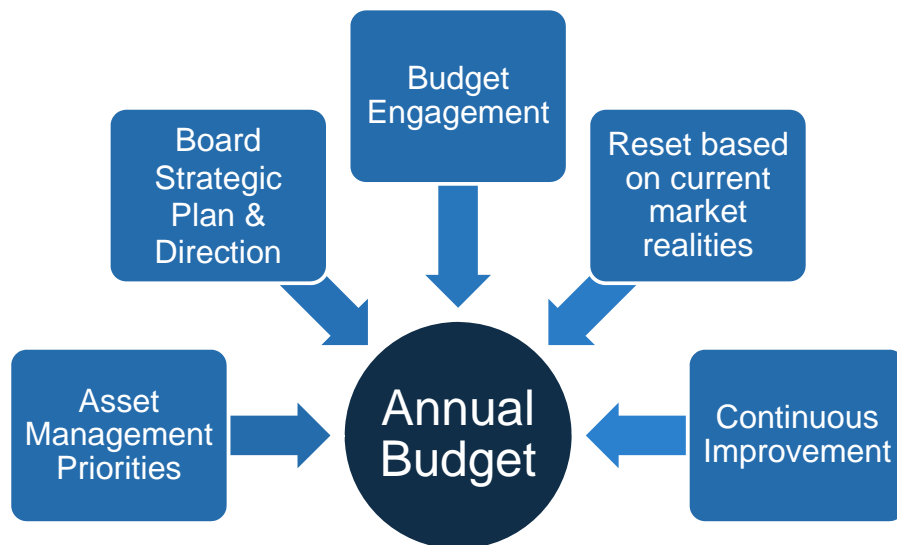 Budget
Engagement
Board
Strategic
Plan &
Direction
Reset based
on current
market
realities
Asset
Management
Priorities
Annual
Budget
Continuous
Improvement